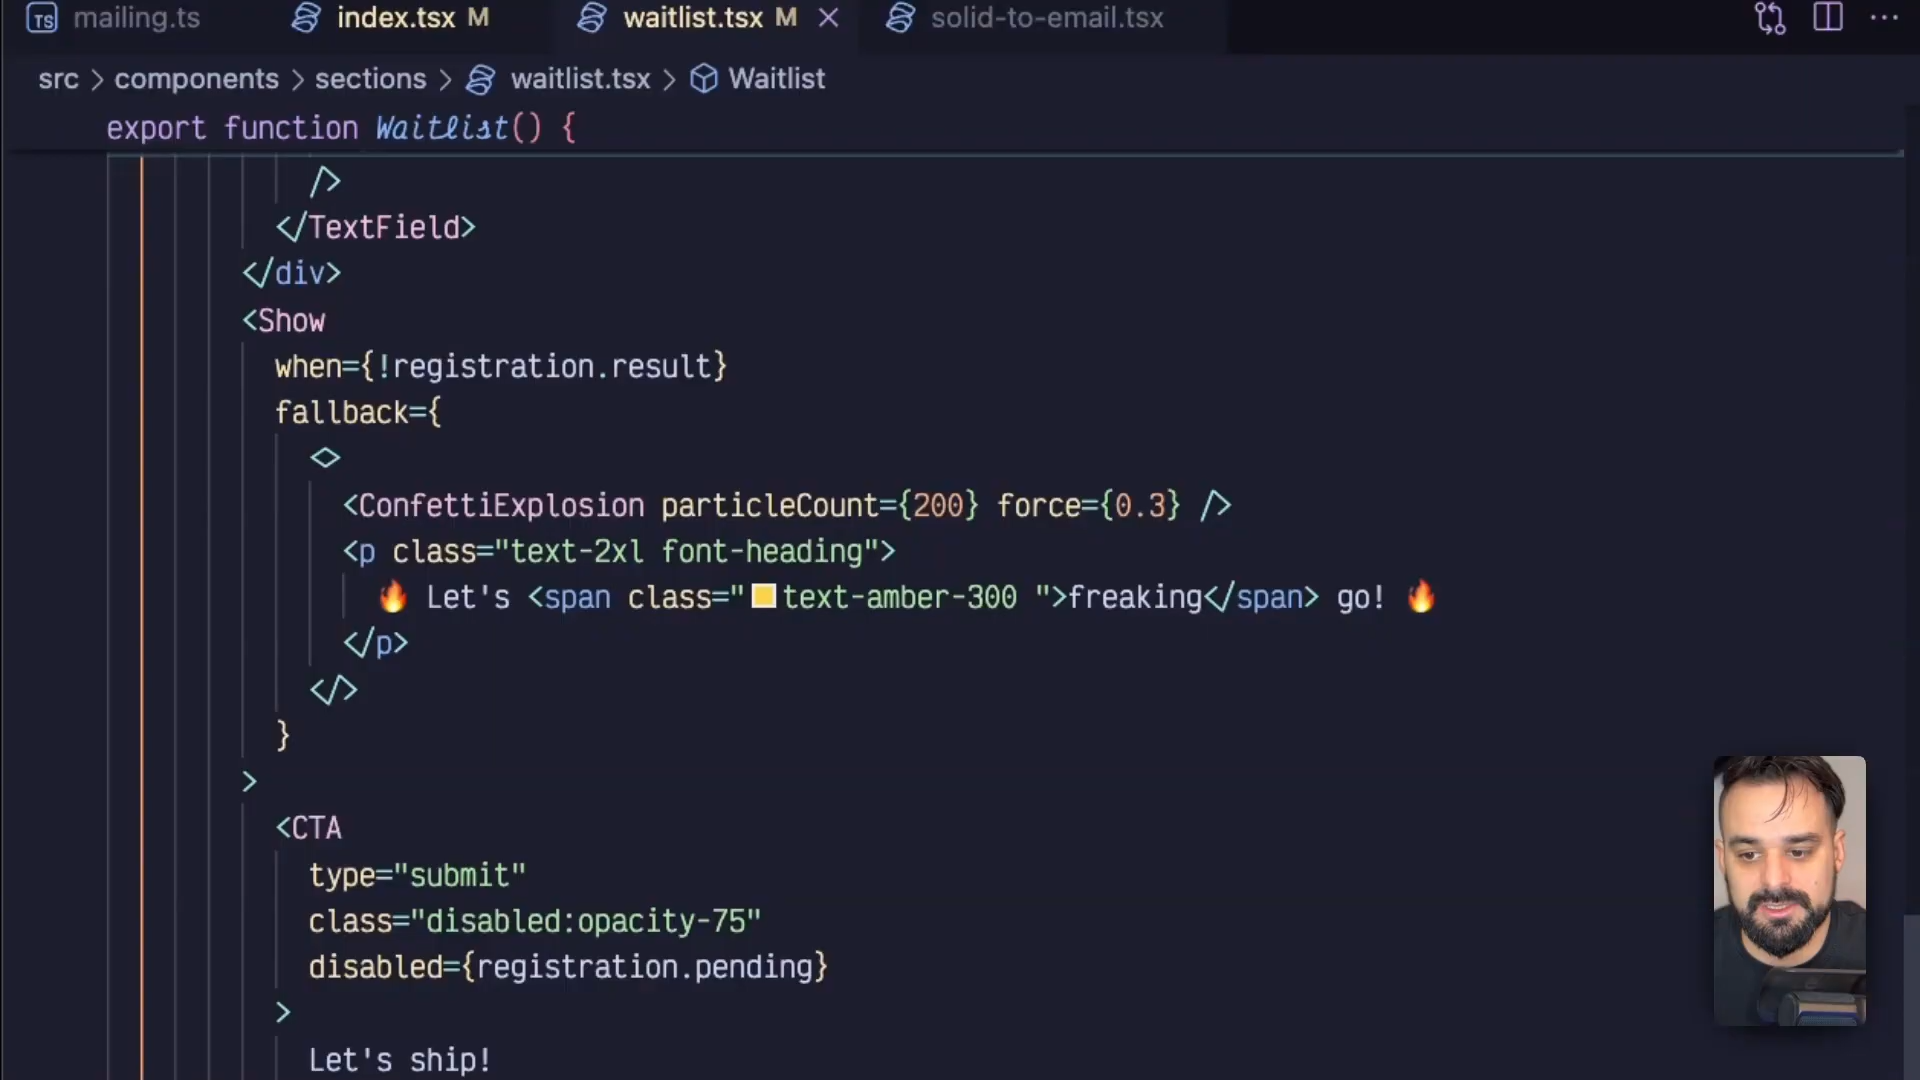 TS mailing.ts index.tsx M waitlist.tsx M solid-to-email.tsx
src > components > sections > waitlist.tsx > Waitlist
export function Waitlist() {
/>
</TextField>
</div>
<Show
when={!registration.result}
fallback={
<>
<ConfettiExplosion particleCount={200} force={0.3} />
<p class="text-2xl font-heading">
🔥 Let's <span class="text-amber-300 ">freaking</span> go! 🔥
</p>
</>
}
>
<CTA
type="submit"
class="disabled:opacity-75"
disabled={registration.pending}
>
Let's ship!